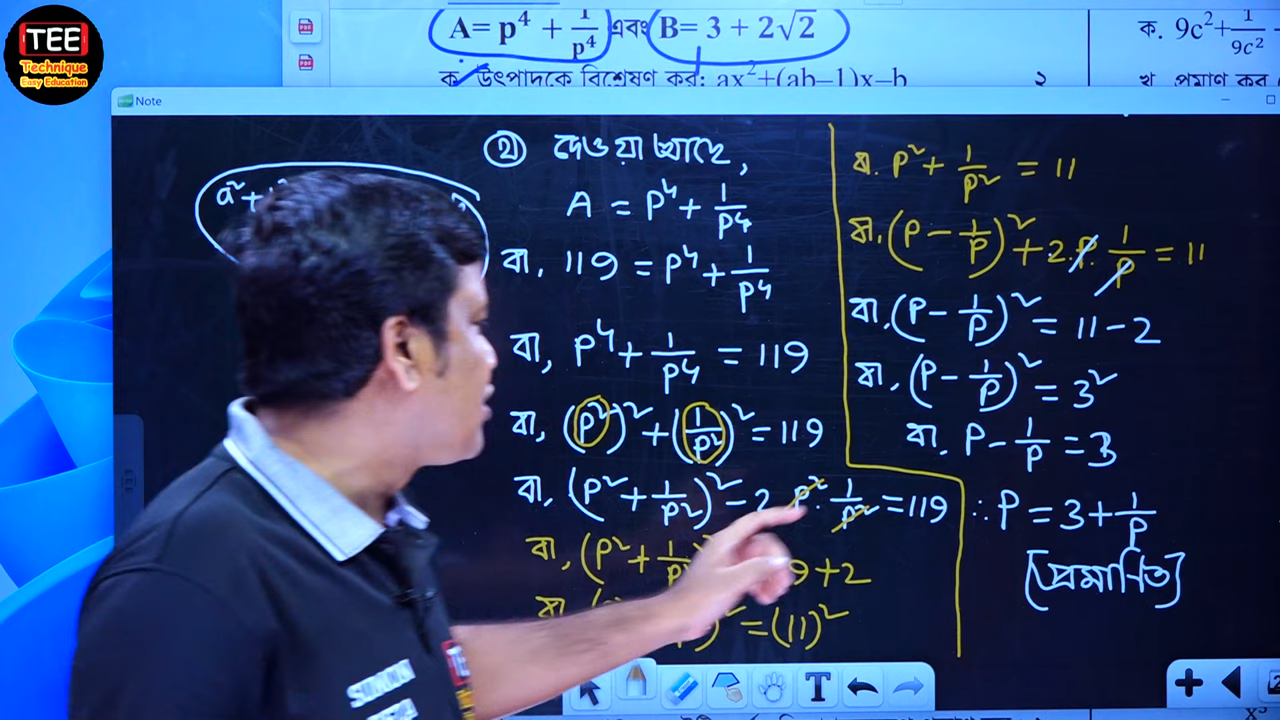 TEE
Technique
Easy Education
A= p⁴ + 1/p⁴ এবং B= 3 + 2√2
ক. উৎপাদকে বিশ্লেষণ কর: ax²+(ab–1)x–b ২
ক. 9c²+ 1/9c²
খ প্রমাণ কর
Note
a²+
খ দেওয়া আছে,
A = p⁴ + 1/p⁴
বা, 119 = p⁴ + 1/p⁴
বা, p⁴ + 1/p⁴ = 119
বা, (p²)² + (1/p²)² = 119
বা, (p² + 1/p²)² – 2 p². 1/p² = 119
বা, (p² + 1/p 9+2
= (11)²
বা. p² + 1/p² = 11
বা, (p – 1/p)² + 2.p. 1/p = 11
বা, (p – 1/p)² = 11 – 2
বা, (p – 1/p)² = 3²
বা. p – 1/p = 3
∴ p = 3 + 1/p
[প্রমাণিত]
T